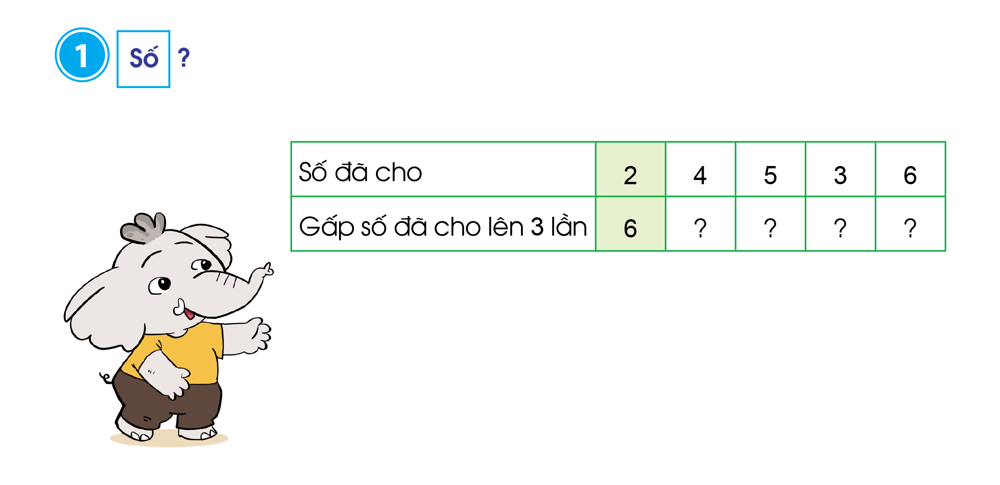 1 Số ?
Số đã cho 2 4 5 3 6
Gấp số đã cho lên 3 lần 6 ? ? ? ?